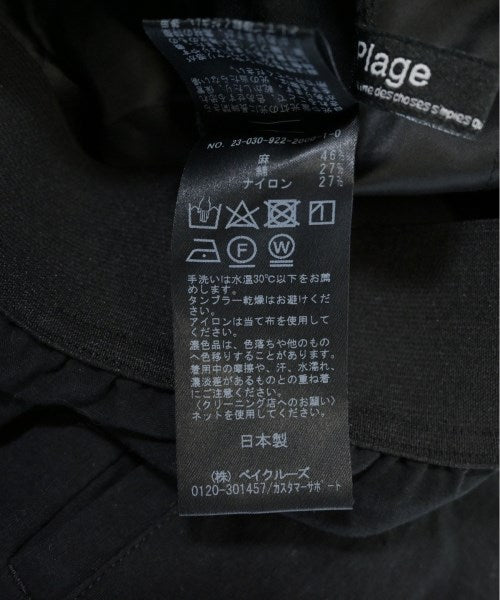 Plage
NO. 23-030-922-2009-1-0
麻 46%
綿 27%
ナイロン 27%
F W
手洗いは水温30℃以下をお薦
めします。
タンブラー乾燥はお避けくださ
い。
アイロンは当て布を使用して
ください。
濃色品は、色落ちや他のもの
へ色移りすることがあります。
着用中の摩擦や、汗、水濡れ、
濃淡差があるものとの重ね着
にご注意ください。
〈クリーニング店へのお願い〉
ネットを使用してください。
日本製
(株) ベイクルーズ
0120-301457/カスタマーサポート